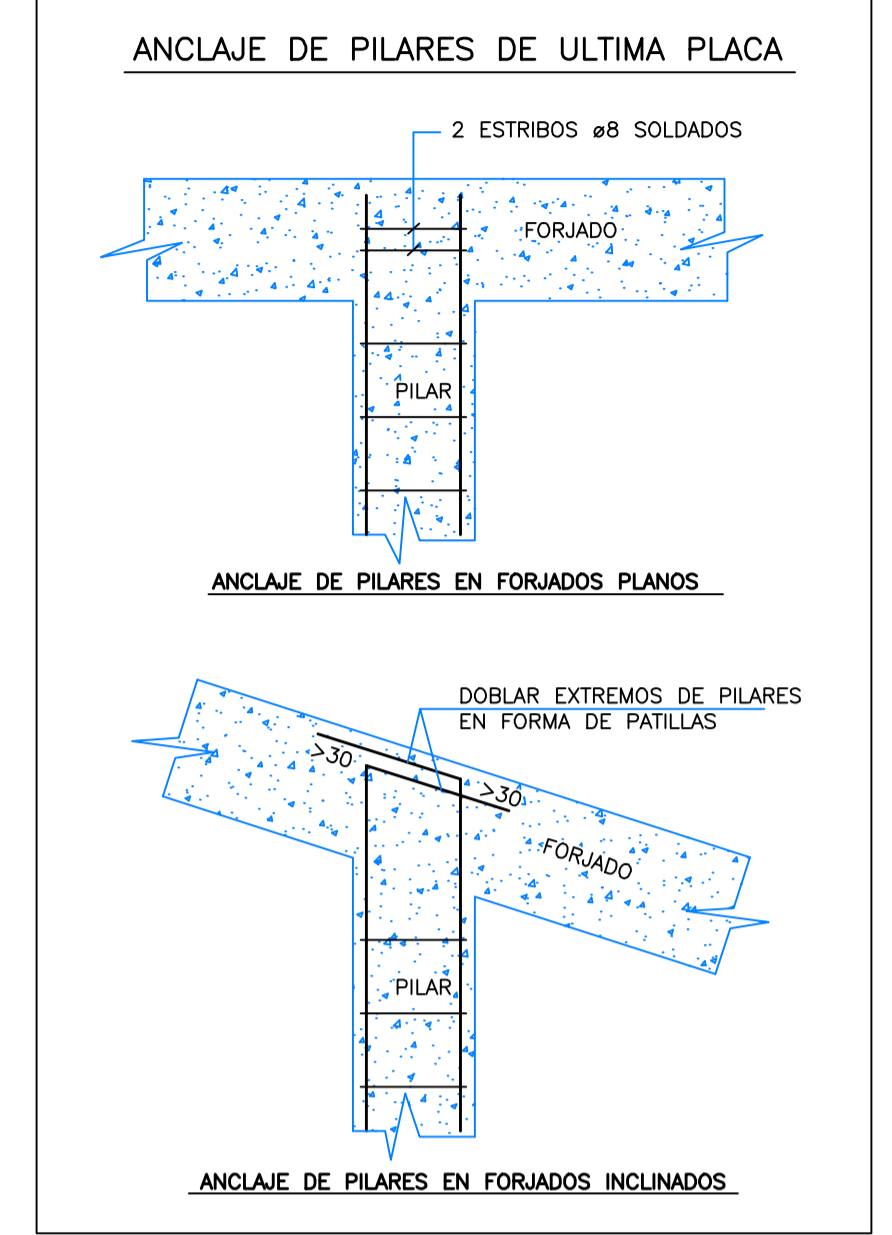 ANCLAJE DE PILARES DE ULTIMA PLACA
2 ESTRIBOS ø8 SOLDADOS
FORJADO
PILAR
ANCLAJE DE PILARES EN FORJADOS PLANOS
DOBLAR EXTREMOS DE PILARES
EN FORMA DE PATILLAS
>30
>30
FORJADO
PILAR
ANCLAJE DE PILARES EN FORJADOS INCLINADOS